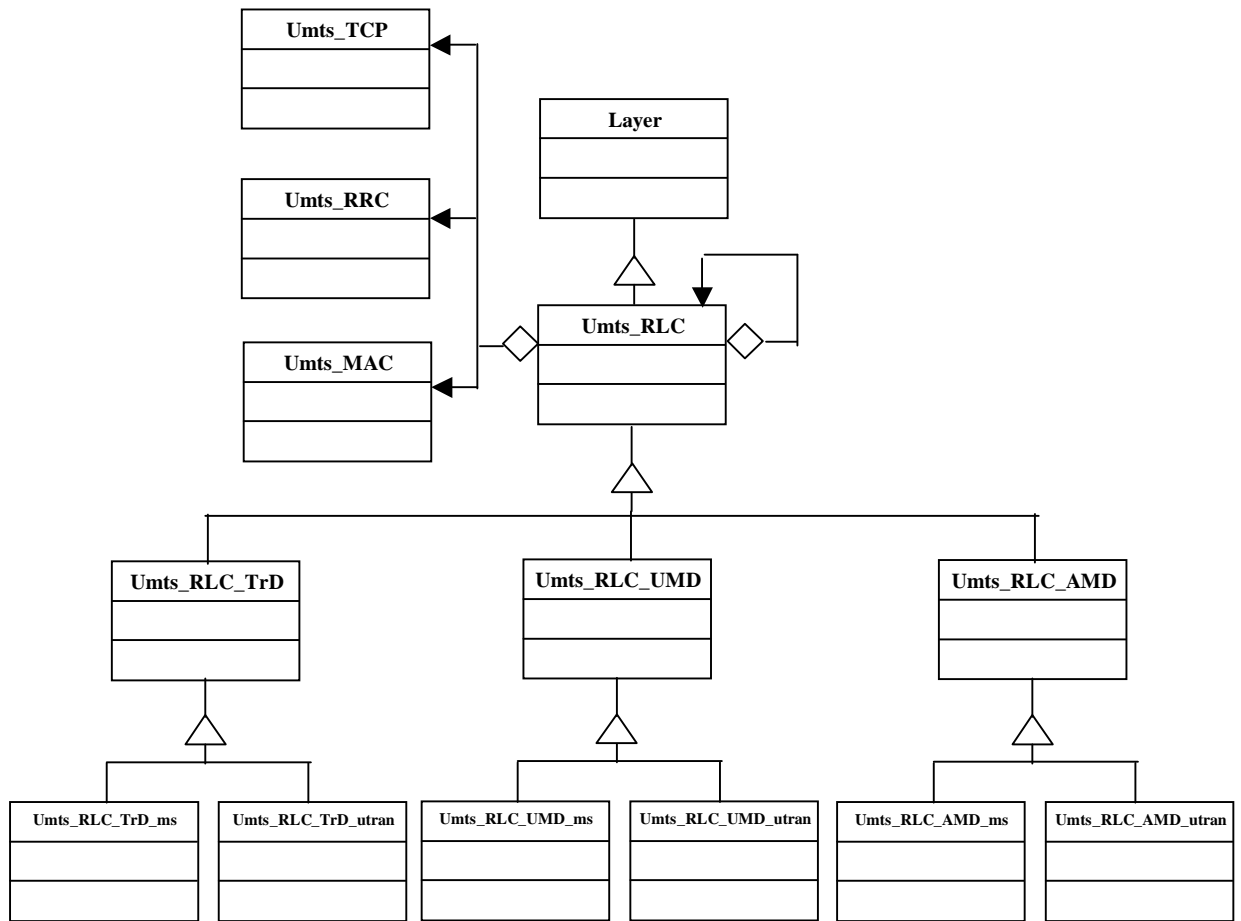 Umts_TCP
Layer
Umts_RRC
Umts_RLC
Umts_MAC
Umts_RLC_TrD
Umts_RLC_UMD
Umts_RLC_AMD
Umts_RLC_TrD_ms
Umts_RLC_TrD_utran
Umts_RLC_UMD_ms
Umts_RLC_UMD_utran
Umts_RLC_AMD_ms
Umts_RLC_AMD_utran